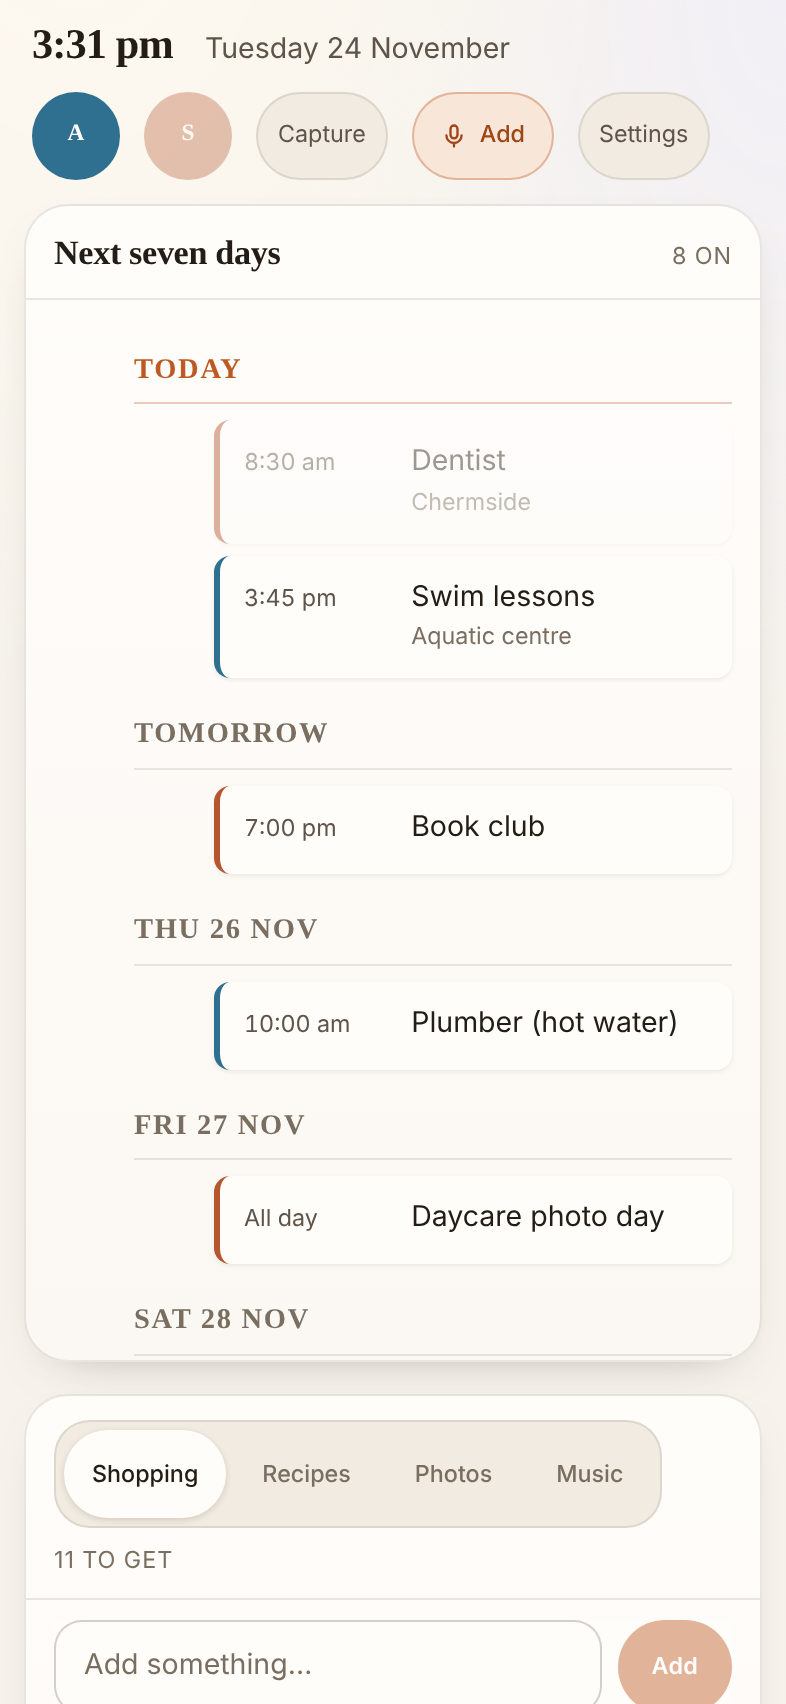 3:31 pm Tuesday 24 November
A S Capture Add Settings
Next seven days 8 ON
TODAY
8:30 am Dentist
Chermside
3:45 pm Swim lessons
Aquatic centre
TOMORROW
7:00 pm Book club
THU 26 NOV
10:00 am Plumber (hot water)
FRI 27 NOV
All day Daycare photo day
SAT 28 NOV
Shopping Recipes Photos Music
11 TO GET
Add something... Add